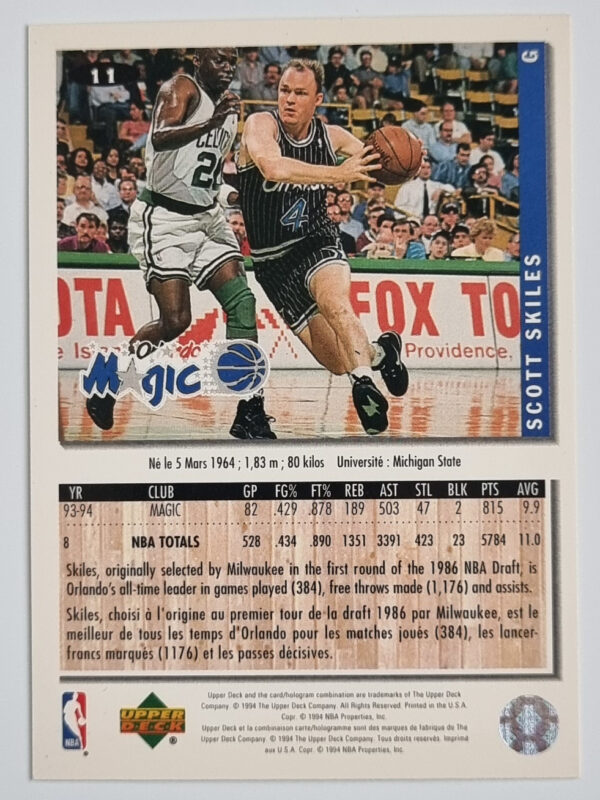 11
G
SCOTT SKILES
CELTICS
20
4
OTA
FOX TO
Providence,
Orlando
Magic
Né le 5 Mars 1964 ; 1,83 m ; 80 kilos Université : Michigan State
YR CLUB GP FG% FT% REB AST STL BLK PTS AVG
93-94 MAGIC 82 .429 .878 189 503 47 2 815 9.9
8 NBA TOTALS 528 .434 .890 1351 3391 423 23 5784 11.0
Skiles, originally selected by Milwaukee in the first round of the 1986 NBA Draft, is
Orlando's all-time leader in games played (384), free throws made (1,176) and assists.
Skiles, choisi à l'origine au premier tour de la draft 1986 par Milwaukee, est le
meilleur de tous les temps d'Orlando pour les matches joués (384), les lancer-
francs marqués (1176) et les passes décisives.
Upper Deck and the card/hologram combination are trademarks of The Upper Deck
Company. © 1994 The Upper Deck Company. All Rights Reserved. Printed in the U.S.A.
Copr. © 1994 NBA Properties, Inc.
Upper Deck et la combinaison carte/hologramme sont des marques de fabrique du The
Upper Deck Company. © 1994 The Upper Deck Company. Tous droits reservés. Imprimé
aux U.S.A. Copr. © 1994 NBA Properties, Inc.
NBA
UPPER
DECK